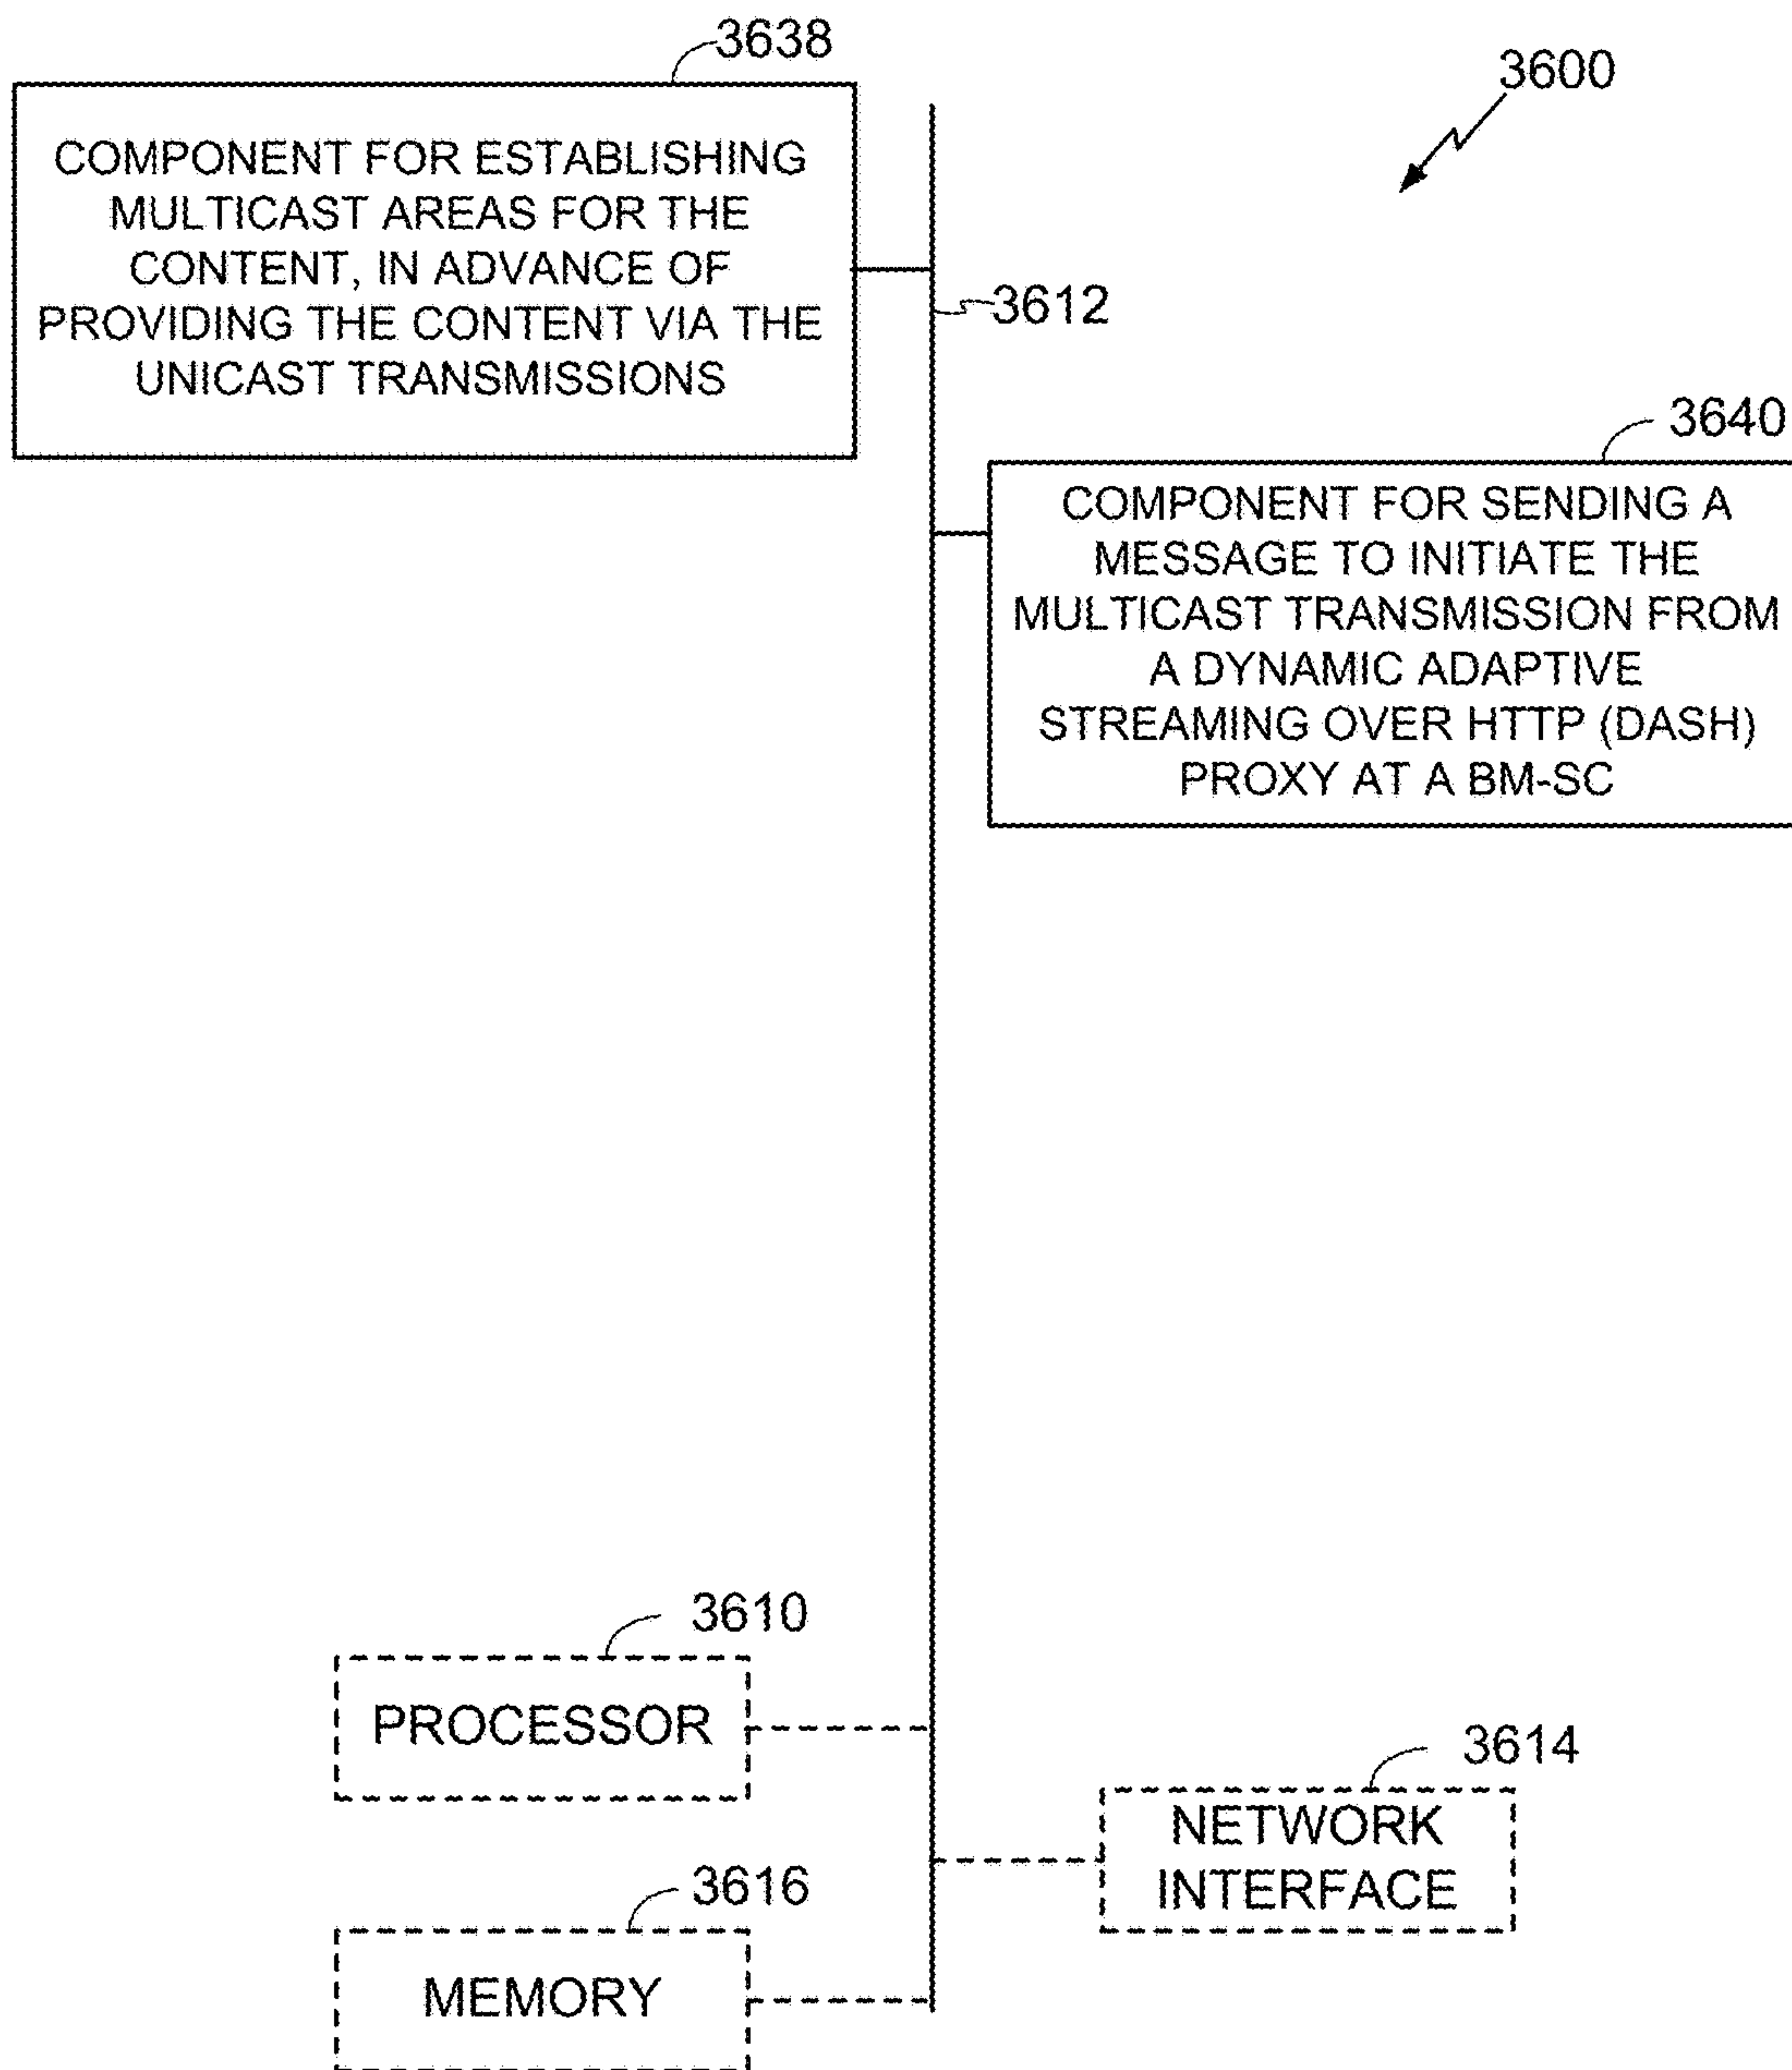 3638
3600
COMPONENT FOR ESTABLISHING
MULTICAST AREAS FOR THE
CONTENT, IN ADVANCE OF
PROVIDING THE CONTENT VIA THE
UNICAST TRANSMISSIONS
3612
3640
COMPONENT FOR SENDING A
MESSAGE TO INITIATE THE
MULTICAST TRANSMISSION FROM
A DYNAMIC ADAPTIVE
STREAMING OVER HTTP (DASH)
PROXY AT A BM-SC
3610
PROCESSOR
3614
NETWORK
INTERFACE
3616
MEMORY